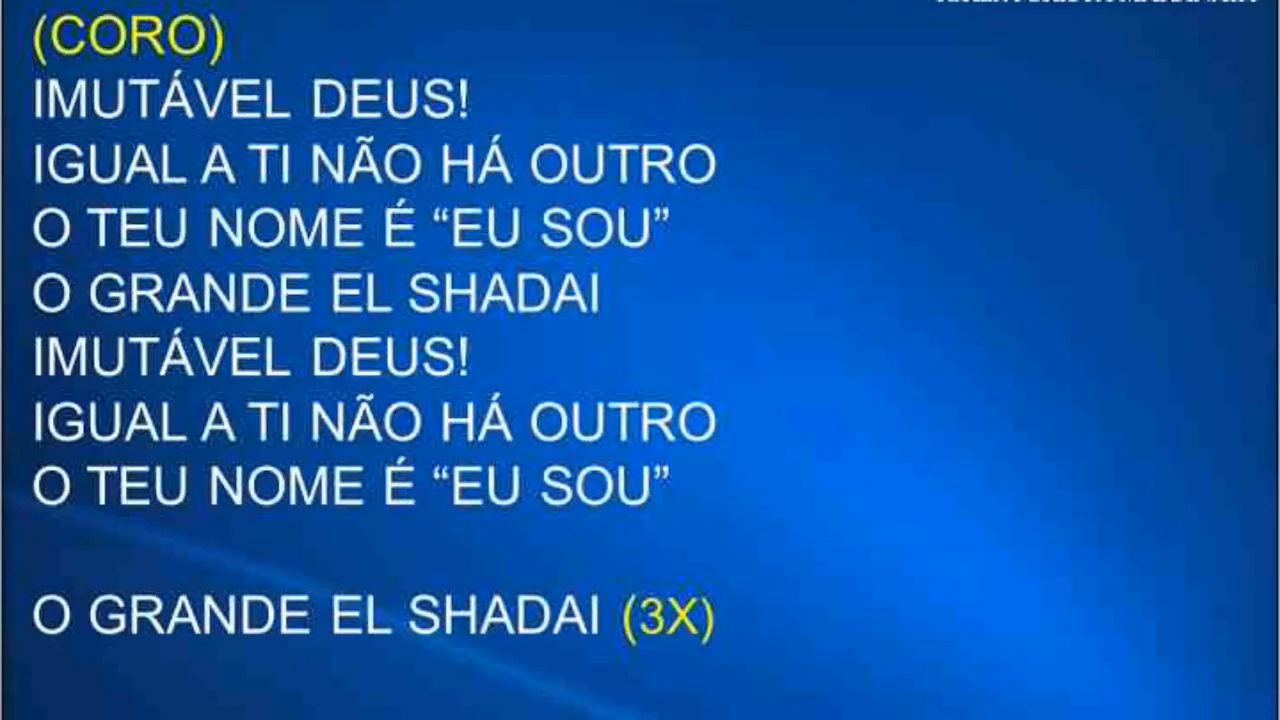 (CORO)
IMUTÁVEL DEUS!
IGUAL A TI NÃO HÁ OUTRO
O TEU NOME É “EU SOU”
O GRANDE EL SHADAI
IMUTÁVEL DEUS!
IGUAL A TI NÃO HÁ OUTRO
O TEU NOME É “EU SOU”
O GRANDE EL SHADAI (3X)